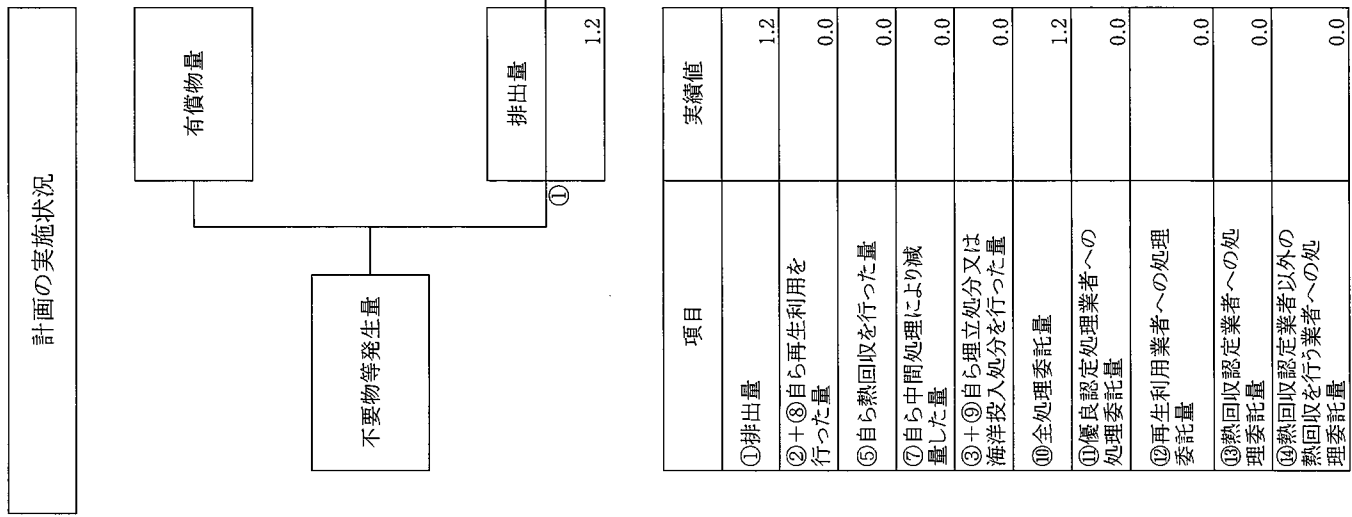 計画の実施状況
有償物量
不要物等発生量
排出量
1.2
①
項目
実績値
①排出量
1.2
②+⑧自ら再生利用を
行った量
0.0
⑤自ら熱回収を行った量
0.0
⑦自ら中間処理により減
量した量
0.0
③+⑨自ら埋立処分又は
海洋投入処分を行った量
0.0
⑩全処理委託量
1.2
⑪優良認定処理業者への
処理委託量
0.0
⑫再生利用業者への処理
委託量
0.0
⑬熱回収認定業者への処
理委託量
0.0
⑭熱回収認定業者以外の
熱回収を行う業者への処
理委託量
0.0